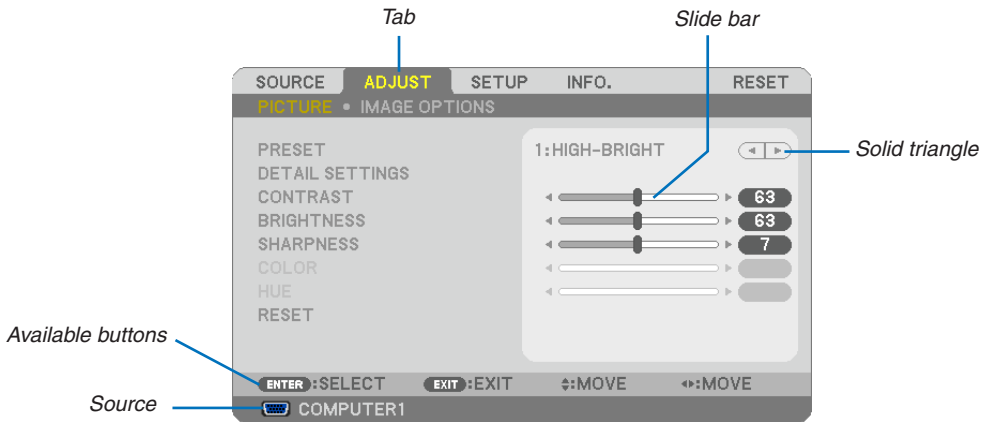 Tab
Slide bar
SOURCE ADJUST SETUP INFO. RESET
PICTURE • IMAGE OPTIONS
PRESET 1:HIGH-BRIGHT
Solid triangle
DETAIL SETTINGS
CONTRAST 63
BRIGHTNESS 63
SHARPNESS 7
COLOR
HUE
RESET
Available buttons
ENTER:SELECT EXIT:EXIT :MOVE :MOVE
Source
COMPUTER1